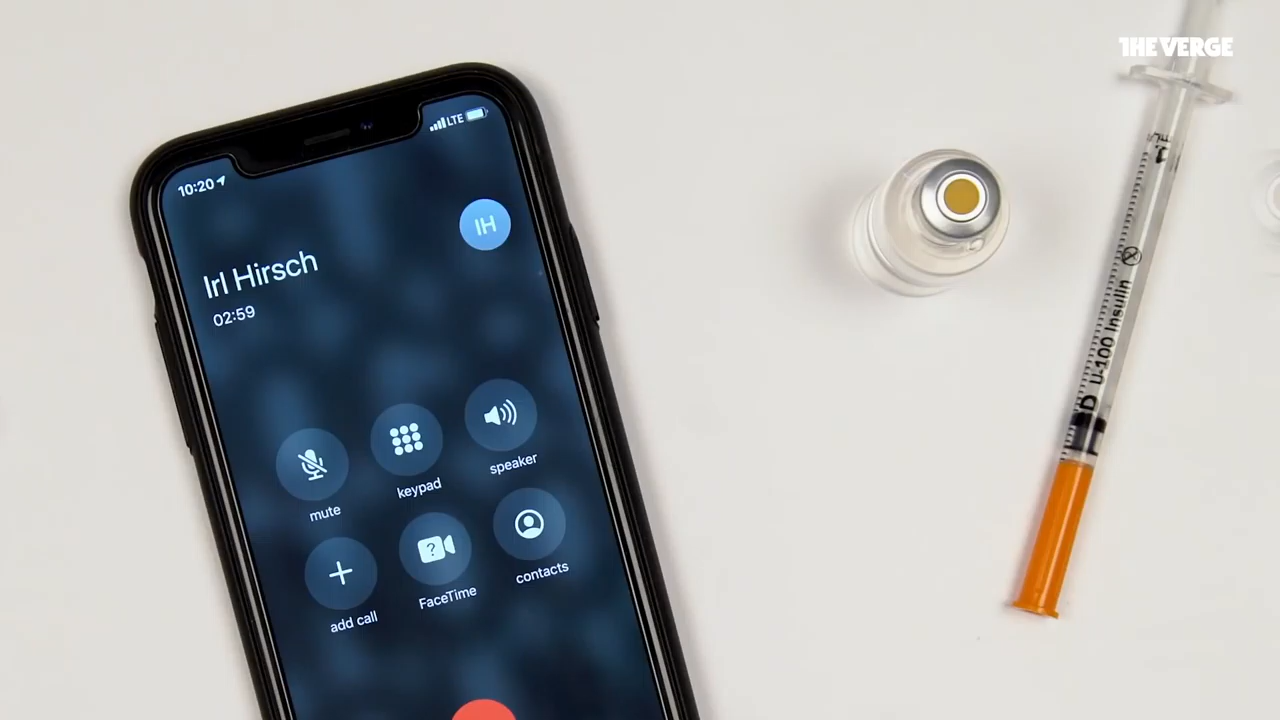 THE VERGE
10:20
LTE
IH
Irl Hirsch
02:59
mute
keypad
speaker
add call
FaceTime
contacts
U-100 Insulin